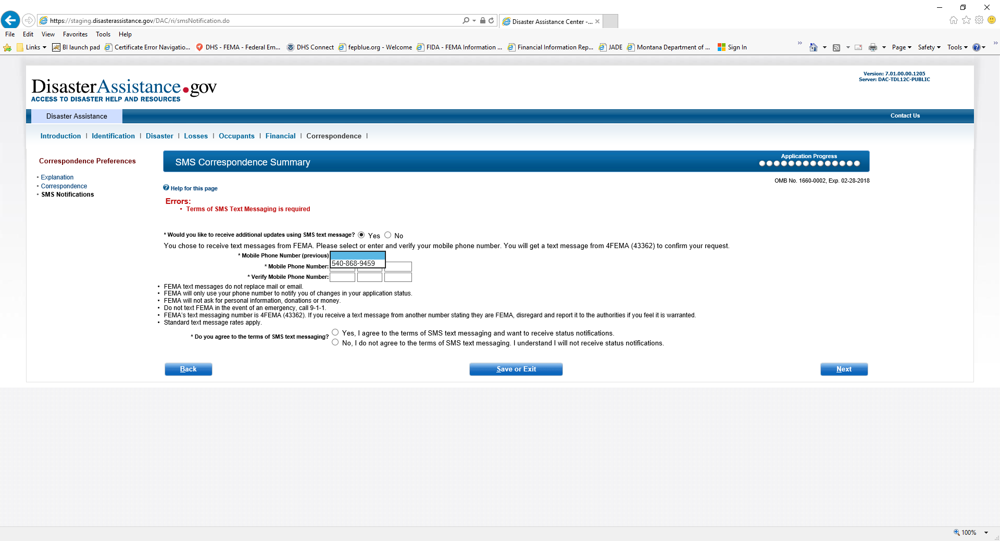 https://staging.disasterassistance.gov/DAC/ri/smsNotification.do
Disaster Assistance Center -...
File Edit View Favorites Tools Help
Links BI launch pad Certificate Error Navigatio... DHS - FEMA - Federal Em... DHS Connect fepblue.org - Welcome FIDA - FEMA Information ... Financial Information Rep... JADE Montana Department of ... Sign In » Page Safety Tools »
Version: 7.01.00.00.1205
Server: DAC-TDL12C-PUBLIC
DisasterAssistance.gov
ACCESS TO DISASTER HELP AND RESOURCES
Disaster Assistance
Contact Us
Introduction | Identification | Disaster | Losses | Occupants | Financial | Correspondence |
Correspondence Preferences
• Explanation
• Correspondence
• SMS Notifications
SMS Correspondence Summary
Application Progress
OMB No. 1660-0002, Exp. 02-28-2018
? Help for this page
Errors:
• Terms of SMS Text Messaging is required
* Would you like to receive additional updates using SMS text message? Yes No
You chose to receive text messages from FEMA. Please select or enter and verify your mobile phone number. You will get a text message from 4FEMA (43362) to confirm your request.
* Mobile Phone Number (previous)
540-868-9459
* Mobile Phone Number:
* Verify Mobile Phone Number:
• FEMA text messages do not replace mail or email.
• FEMA will only use your phone number to notify you of changes in your application status.
• FEMA will not ask for personal information, donations or money.
• Do not text FEMA in the event of an emergency, call 9-1-1.
• FEMA's text messaging number is 4FEMA (43362). If you receive a text message from another number stating they are FEMA, disregard and report it to the authorities if you feel it is warranted.
• Standard text message rates apply.
* Do you agree to the terms of SMS text messaging?
Yes, I agree to the terms of SMS text messaging and want to receive status notifications.
No, I do not agree to the terms of SMS text messaging. I understand I will not receive status notifications.
Back
Save or Exit
Next
100%